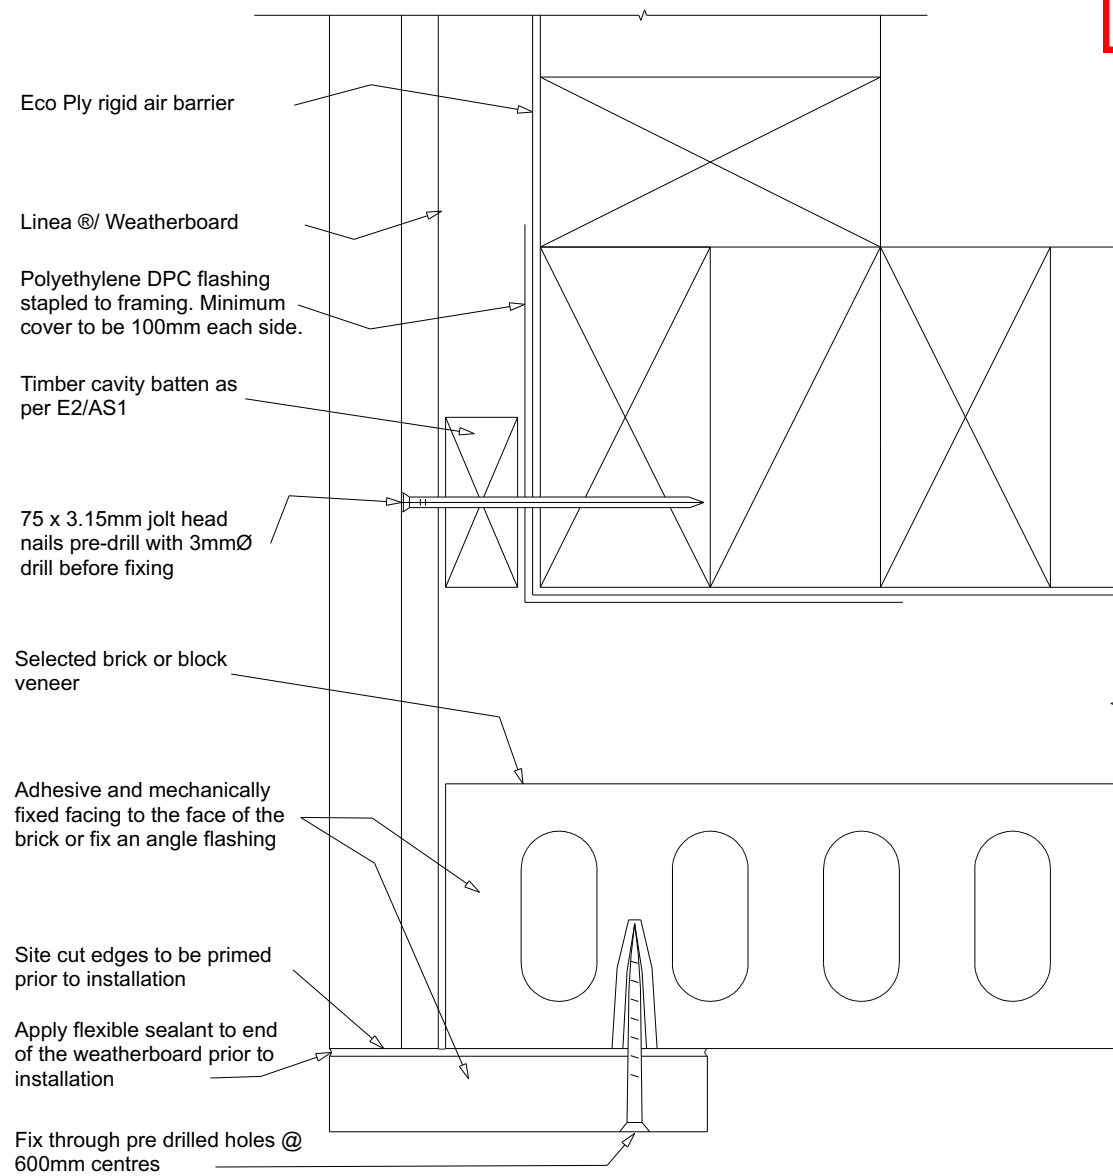 Eco Ply rigid air barrier
Linea ®/ Weatherboard
Polyethylene DPC flashing
stapled to framing. Minimum
cover to be 100mm each side.
Timber cavity batten as
per E2/AS1
75 x 3.15mm jolt head
nails pre-drill with 3mmØ
drill before fixing
Selected brick or block
veneer
Adhesive and mechanically
fixed facing to the face of the
brick or fix an angle flashing
Site cut edges to be primed
prior to installation
Apply flexible sealant to end
of the weatherboard prior to
installation
Fix through pre drilled holes @
600mm centres